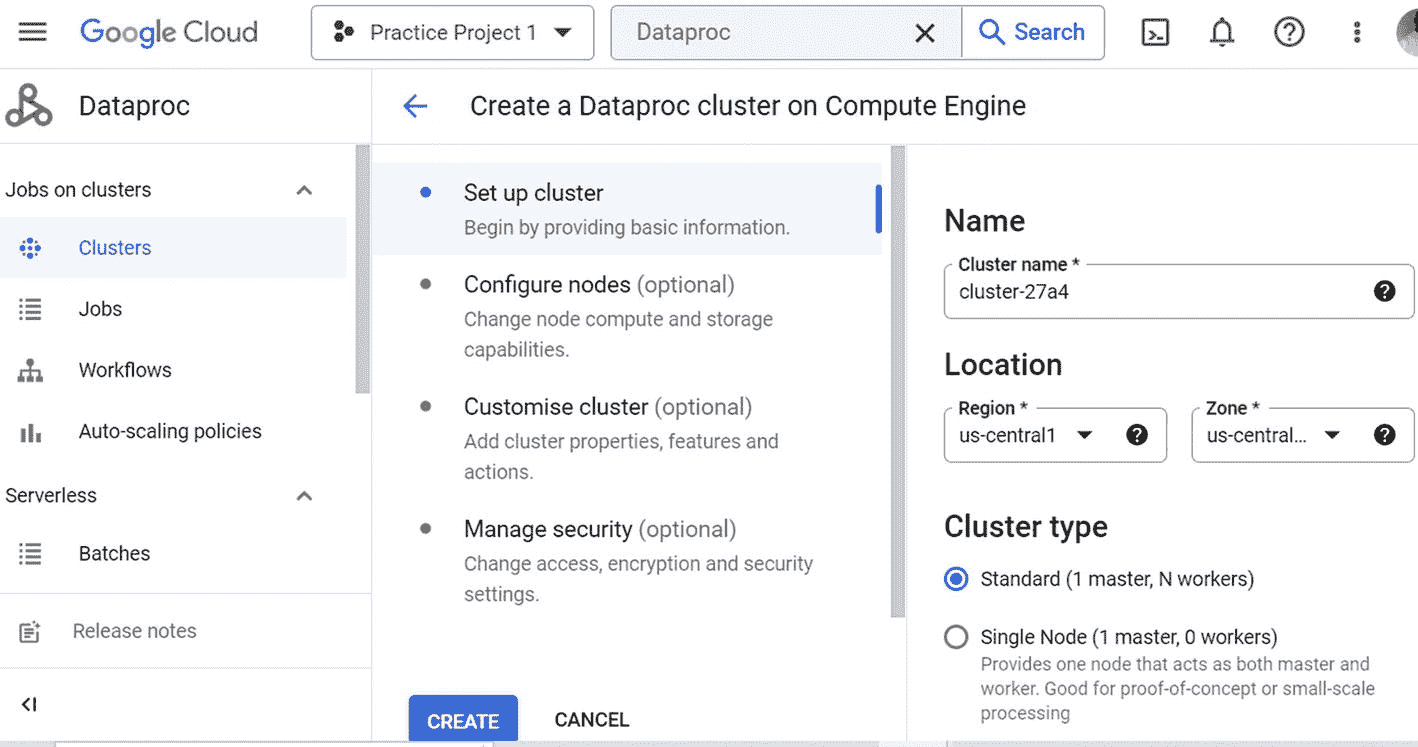 Google Cloud
Practice Project 1
Dataproc
Search
Dataproc
Create a Dataproc cluster on Compute Engine
Jobs on clusters
Clusters
Jobs
Workflows
Auto-scaling policies
Serverless
Batches
Release notes
Set up cluster
Begin by providing basic information.
Configure nodes (optional)
Change node compute and storage
capabilities.
Customise cluster (optional)
Add cluster properties, features and
actions.
Manage security (optional)
Change access, encryption and security
settings.
CREATE
CANCEL
Name
Cluster name *
cluster-27a4
Location
Region *
us-central1
Zone *
us-central...
Cluster type
Standard (1 master, N workers)
Single Node (1 master, 0 workers)
Provides one node that acts as both master and
worker. Good for proof-of-concept or small-scale
processing